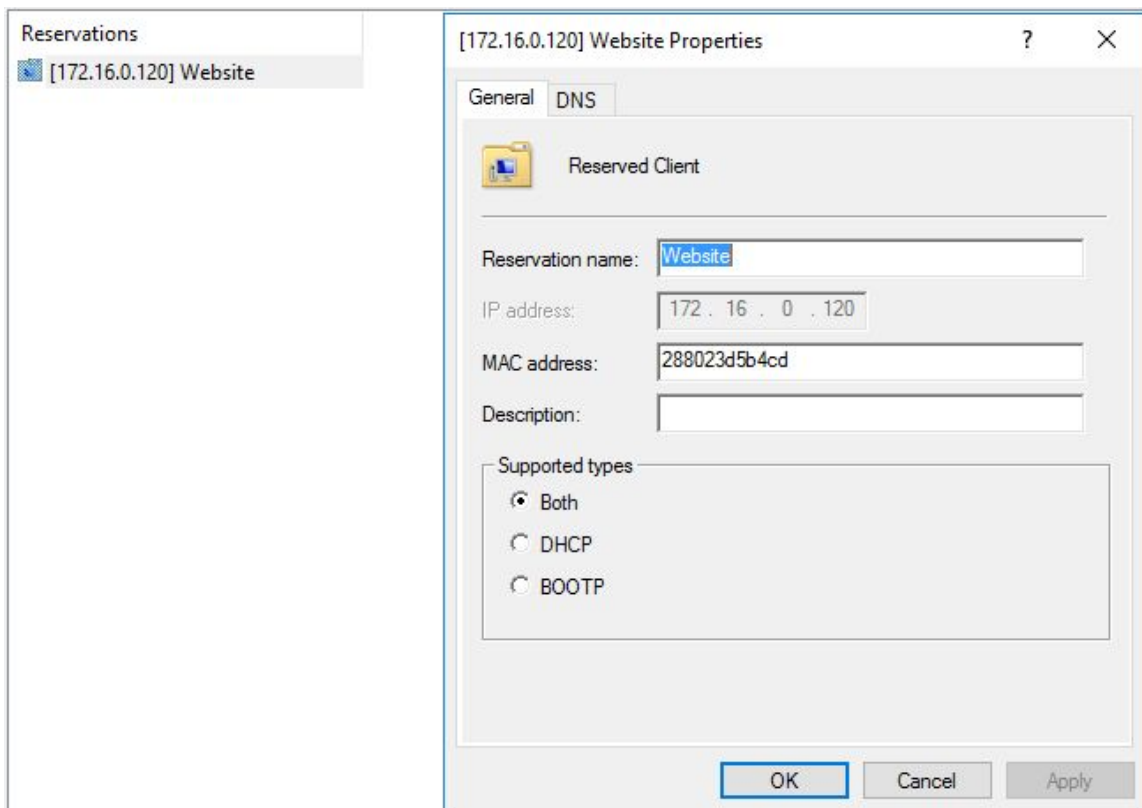 Reservations
[172.16.0.120] Website
[172.16.0.120] Website Properties
?
General
DNS
Reserved Client
Reservation name:
Website
IP address:
172 . 16 . 0 . 120
MAC address:
288023d5b4cd
Description:
Supported types
Both
DHCP
BOOTP
OK
Cancel
Apply